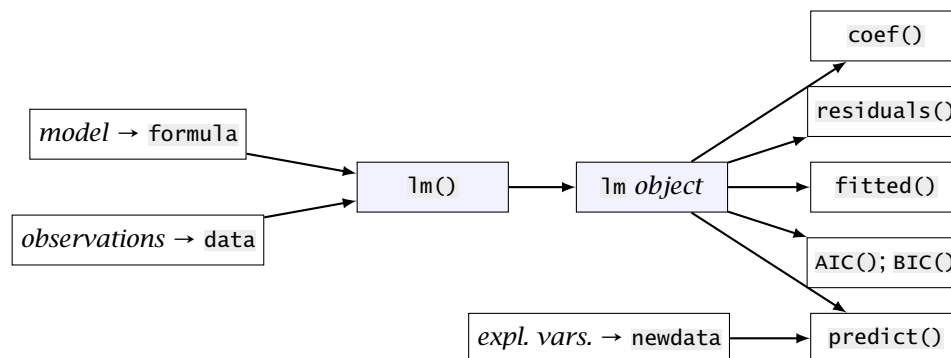 coef()
residuals()
model → formula
lm()
lm object
fitted()
observations → data
AIC(); BIC()
expl. vars. → newdata
predict()